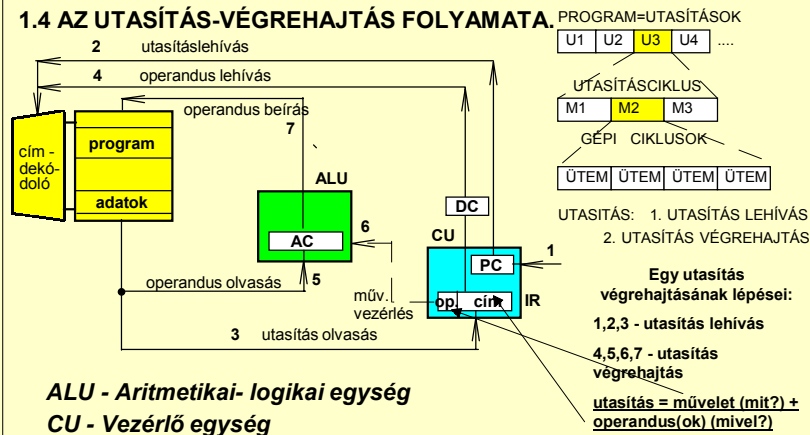 1.4 AZ UTASÍTÁS-VÉGREHAJTÁS FOLYAMATA.
PROGRAM=UTASÍTÁSOK
U1 U2 U3 U4 ....
UTASÍTÁSCIKLUS
M1 M2 M3
GÉPI CIKLUSOK
ÜTEM ÜTEM ÜTEM ÜTEM
UTASITÁS: 1. UTASÍTÁS LEHÍVÁS
2. UTASÍTÁS VÉGREHAJTÁS
2 utasításlehívás
4 operandus lehívás
operandus beírás
7
cím -
dekó-
doló
program
adatok
ALU
AC
6
5
operandus olvasás
DC
CU
PC
1
műv.
vezérlés
op. cím
IR
3 utasítás olvasás
Egy utasítás
végrehajtásának lépései:
1,2,3 - utasítás lehívás
4,5,6,7 - utasítás
végrehajtás
utasítás = művelet (mit?) +
operandus(ok) (mivel?)
ALU - Aritmetikai- logikai egység
CU - Vezérlő egység